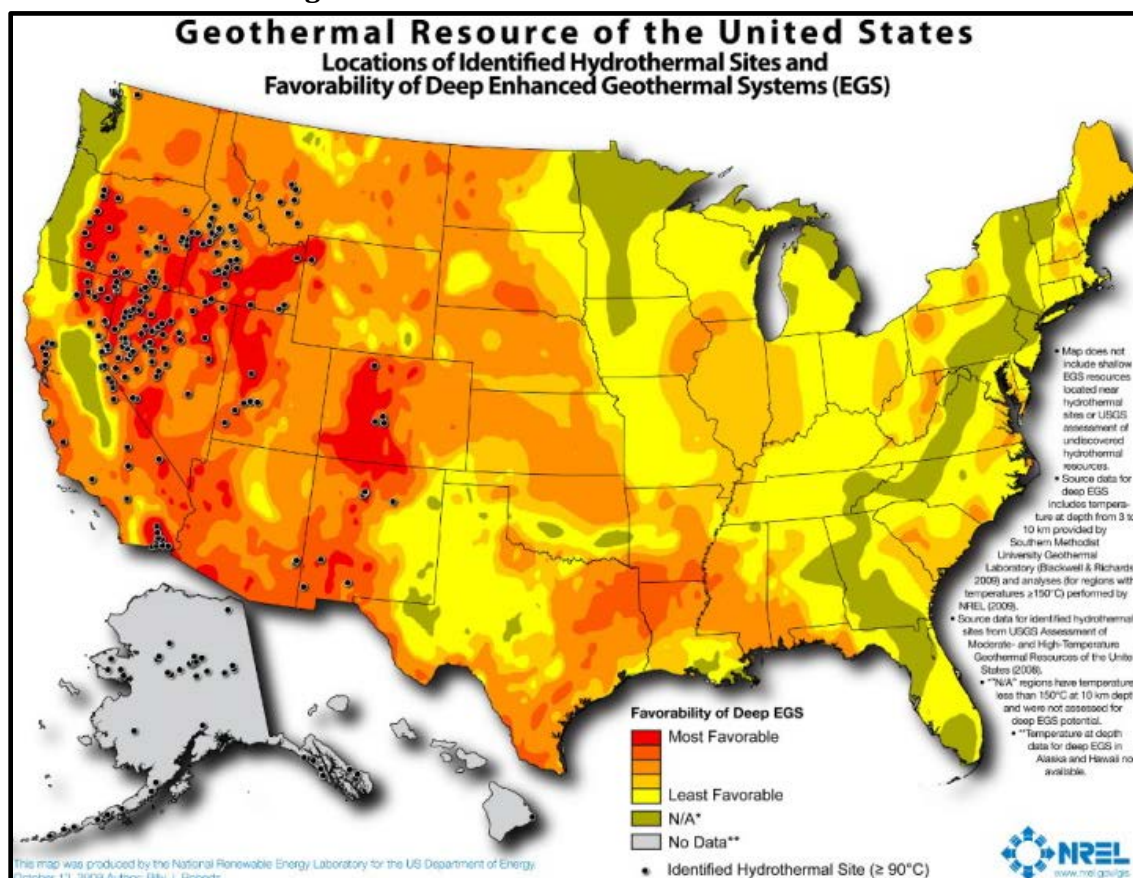 Geothermal Resource of the United States
Locations of Identified Hydrothermal Sites and
Favorability of Deep Enhanced Geothermal Systems (EGS)
• Map does not
include shallow
EGS resources
located near
hydrothermal
sites or USGS
assessment of
undiscovered
hydrothermal
resources.
• Source data for
deep EGS
includes tempera-
ture at depth from 3 to
10 km provided by
Southern Methodist
University Geothermal
Laboratory (Blackwell & Richards,
2009) and analyses (for regions with
temperatures ≥150°C) performed by
NREL (2009).
• Source data for identified hydrothermal
sites from USGS Assessment of
Moderate- and High-Temperature
Geothermal Resources of the United
States (2008).
• *"N/A" regions have temperatures
less than 150°C at 10 km depth
and were not assessed for
deep EGS potential.
• **Temperature at depth
data for deep EGS in
Alaska and Hawaii not
available.
Favorability of Deep EGS
Most Favorable
Least Favorable
N/A*
No Data**
Identified Hydrothermal Site (≥ 90°C)
This map was produced by the National Renewable Energy Laboratory for the US Department of Energy.
October 13, 2009 Author: Billy J. Roberts
NREL
www.nrel.gov/gis